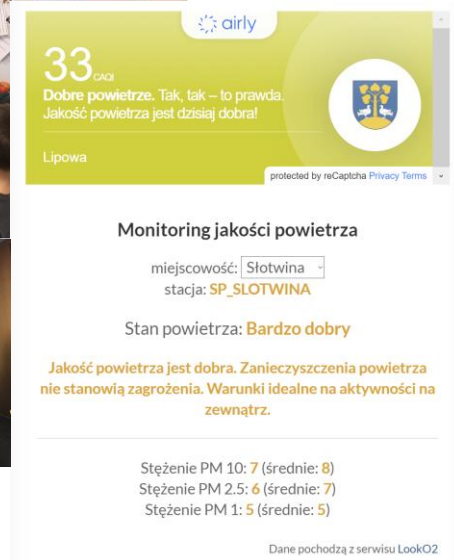 airly
33 CAQI
Dobre powietrze. Tak, tak – to prawda.
Jakość powietrza jest dzisiaj dobra!
Lipowa
protected by reCaptcha Privacy Terms
Monitoring jakości powietrza
miejscowość: Słotwina
stacja: SP_SLOTWINA
Stan powietrza: Bardzo dobry
Jakość powietrza jest dobra. Zanieczyszczenia powietrza
nie stanowią zagrożenia. Warunki idealne na aktywności na
zewnątrz.
Stężenie PM 10: 7 (średnie: 8)
Stężenie PM 2.5: 6 (średnie: 7)
Stężenie PM 1: 5 (średnie: 5)
Dane pochodzą z serwisu LookO2